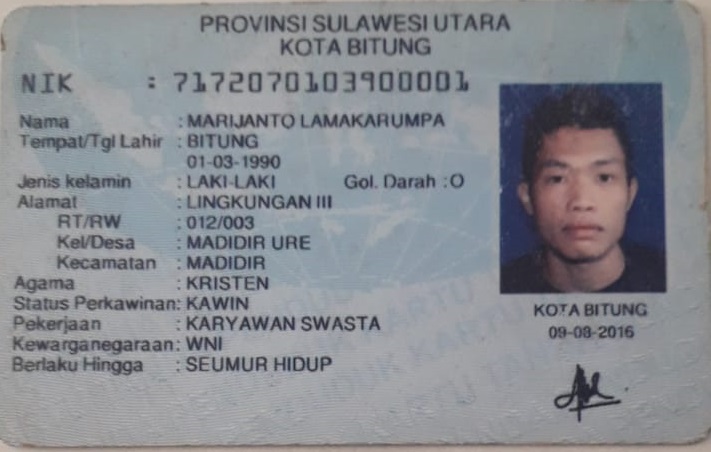 PROVINSI SULAWESI UTARA
KOTA BITUNG
NIK : 7172070103900001
Nama : MARIJANTO LAMAKARUMPA
Tempat/Tgl Lahir : BITUNG
01-03-1990
Jenis kelamin : LAKI-LAKI Gol. Darah : O
Alamat : LINGKUNGAN III
RT/RW : 012/003
Kel/Desa : MADIDIR URE
Kecamatan : MADIDIR
Agama : KRISTEN
Status Perkawinan: KAWIN
Pekerjaan : KARYAWAN SWASTA
Kewarganegaraan: WNI
Berlaku Hingga : SEUMUR HIDUP
KOTA BITUNG
09-08-2016